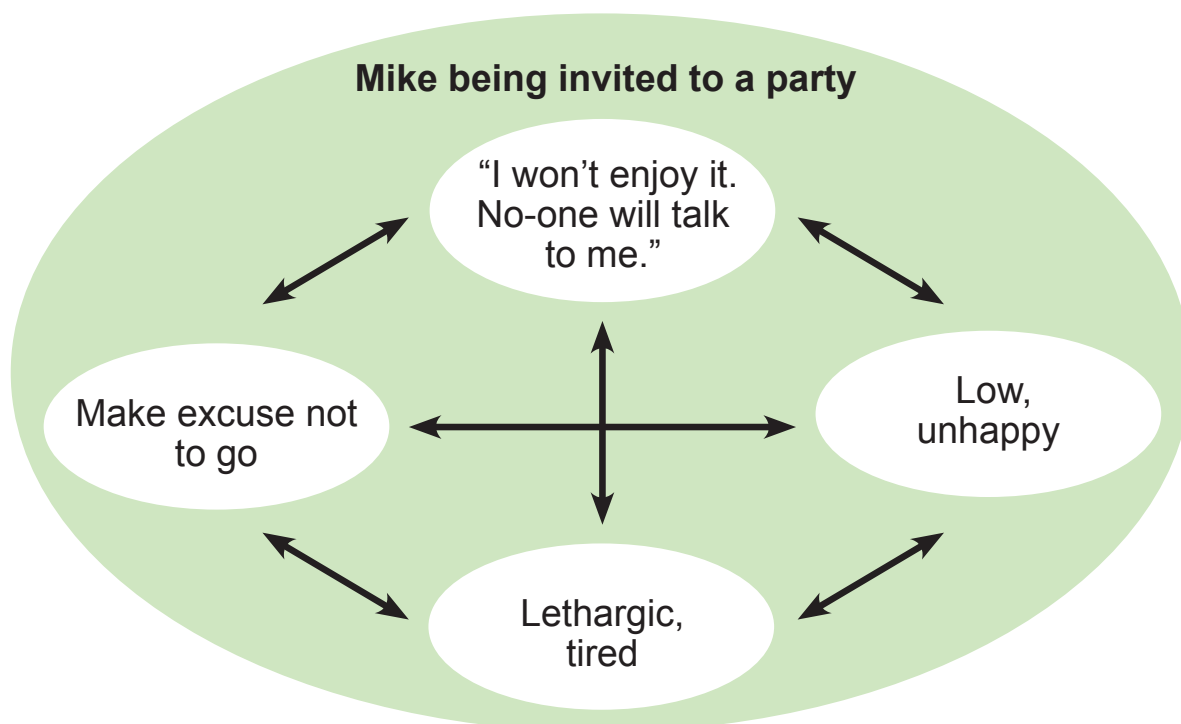 Mike being invited to a party
“I won’t enjoy it.
No-one will talk
to me.”
Make excuse not
to go
Low,
unhappy
Lethargic,
tired